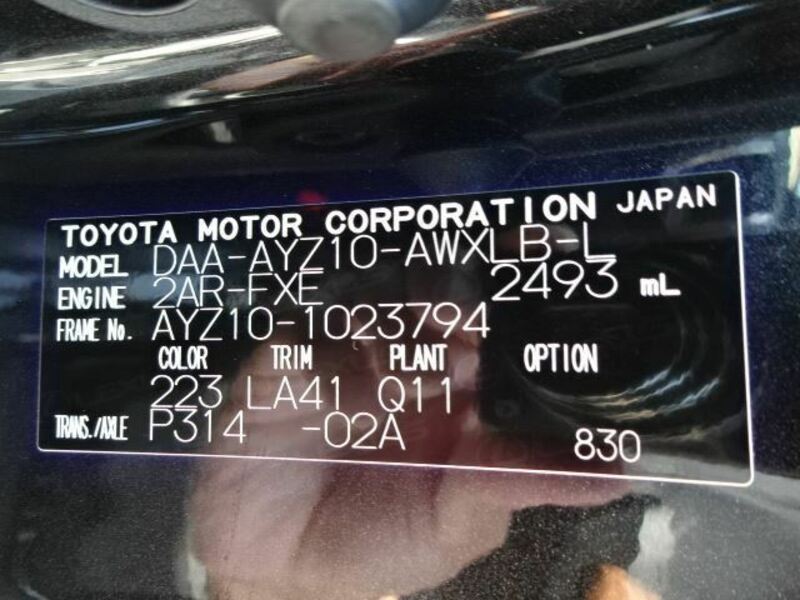 TOYOTA MOTOR CORPORATION JAPAN
MODEL DAA-AYZ10-AWXLB-L
ENGINE 2AR-FXE 2493 mL
FRAME No. AYZ10-1023794
COLOR TRIM PLANT OPTION
223 LA41 Q11
TRANS./AXLE P314 -02A 830